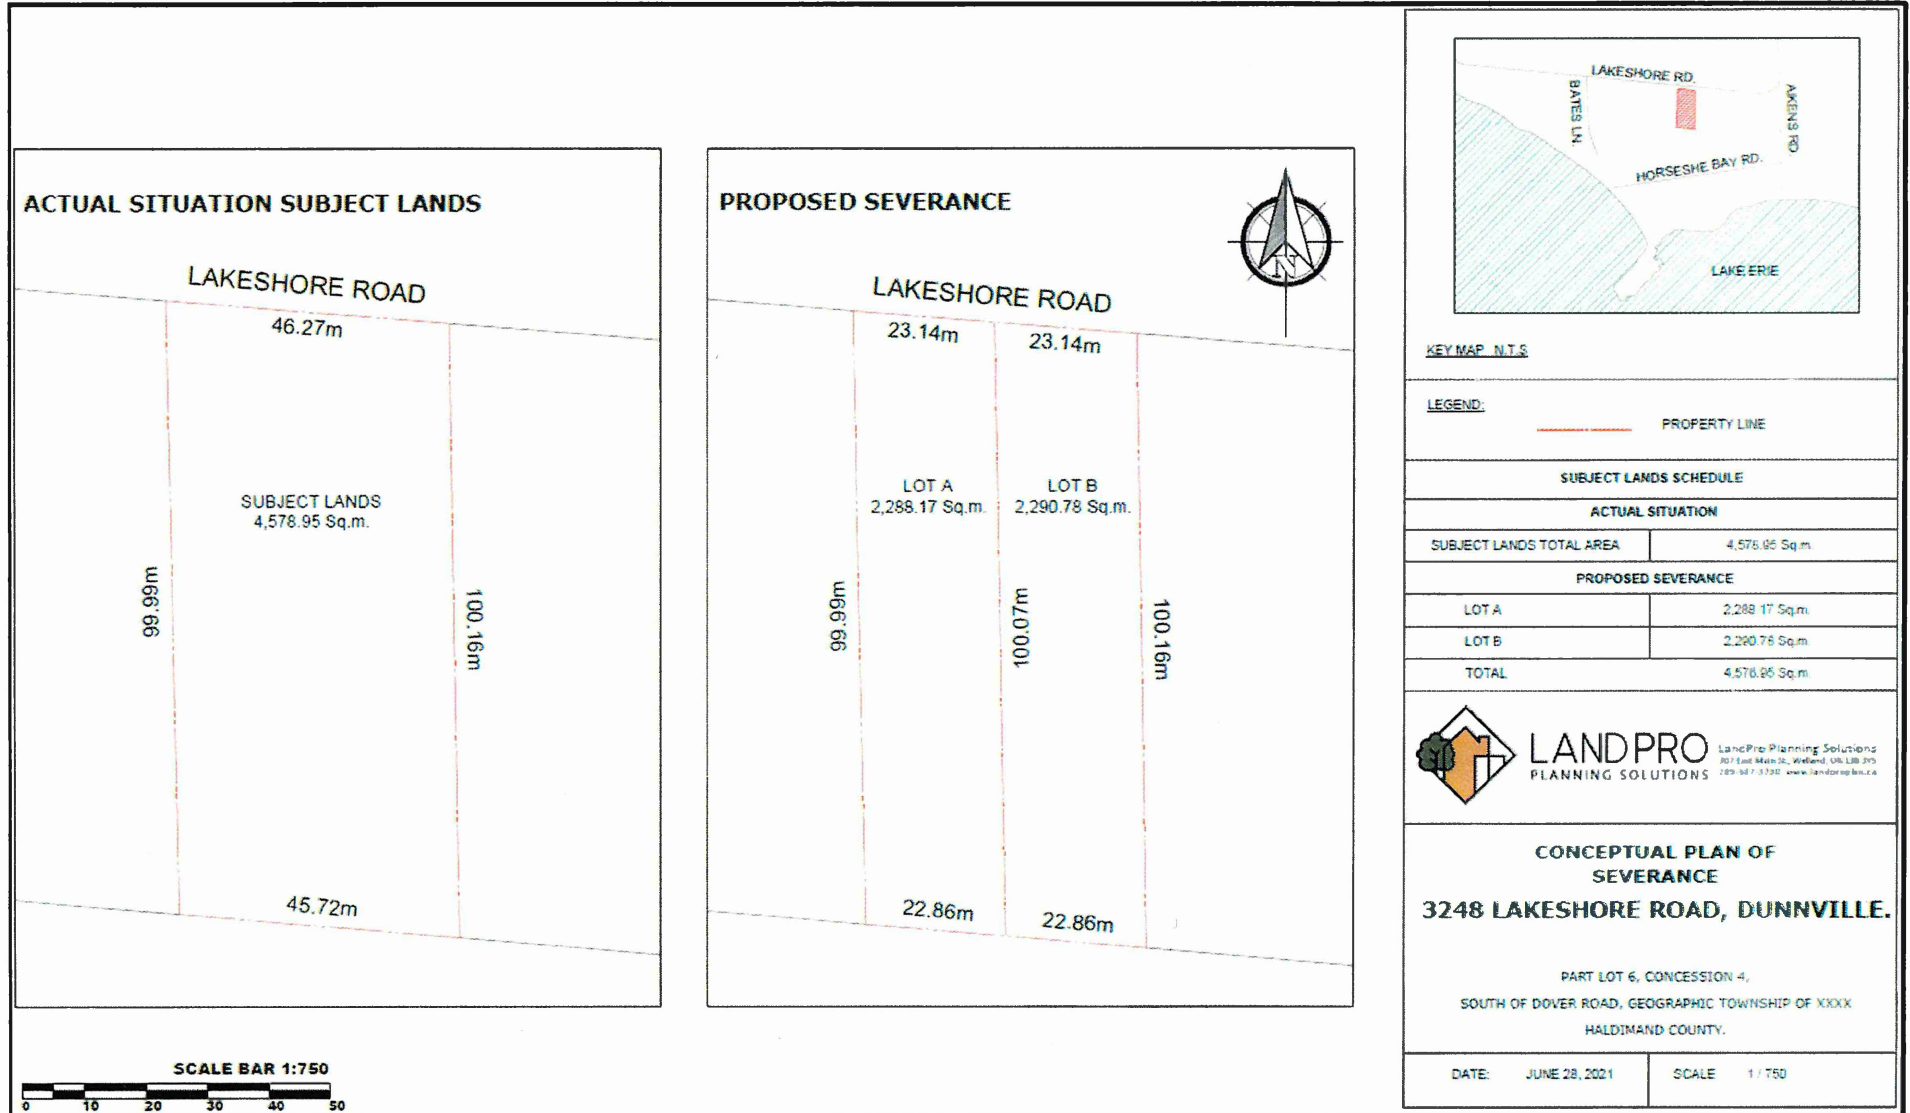 ACTUAL SITUATION SUBJECT LANDS
LAKESHORE ROAD
46.27m
SUBJECT LANDS
4,578.95 Sq.m.
99.99m
100.16m
45.72m
SCALE BAR 1:750
0 10 20 30 40 50
PROPOSED SEVERANCE
N
LAKESHORE ROAD
23.14m
23.14m
LOT A
2,288.17 Sq.m.
LOT B
2,290.78 Sq.m.
99.99m
100.07m
100.16m
22.86m
22.86m
LAKESHORE RD.
BATES LN.
AIKENS RD.
HORSESHE BAY RD.
LAKE ERIE
KEY MAP N.T.S
LEGEND:
PROPERTY LINE
SUBJECT LANDS SCHEDULE
ACTUAL SITUATION
SUBJECT LANDS TOTAL AREA 4,578.95 Sq.m.
PROPOSED SEVERANCE
LOT A 2,288.17 Sq.m.
LOT B 2,290.78 Sq.m.
TOTAL 4,578.95 Sq.m.
LANDPRO
PLANNING SOLUTIONS
LandPro Planning Solutions
CONCEPTUAL PLAN OF
SEVERANCE
3248 LAKESHORE ROAD, DUNNVILLE.
PART LOT 6, CONCESSION 4,
SOUTH OF DOVER ROAD, GEOGRAPHIC TOWNSHIP OF XXXX
HALDIMAND COUNTY.
DATE: JUNE 28, 2021
SCALE 1 / 750